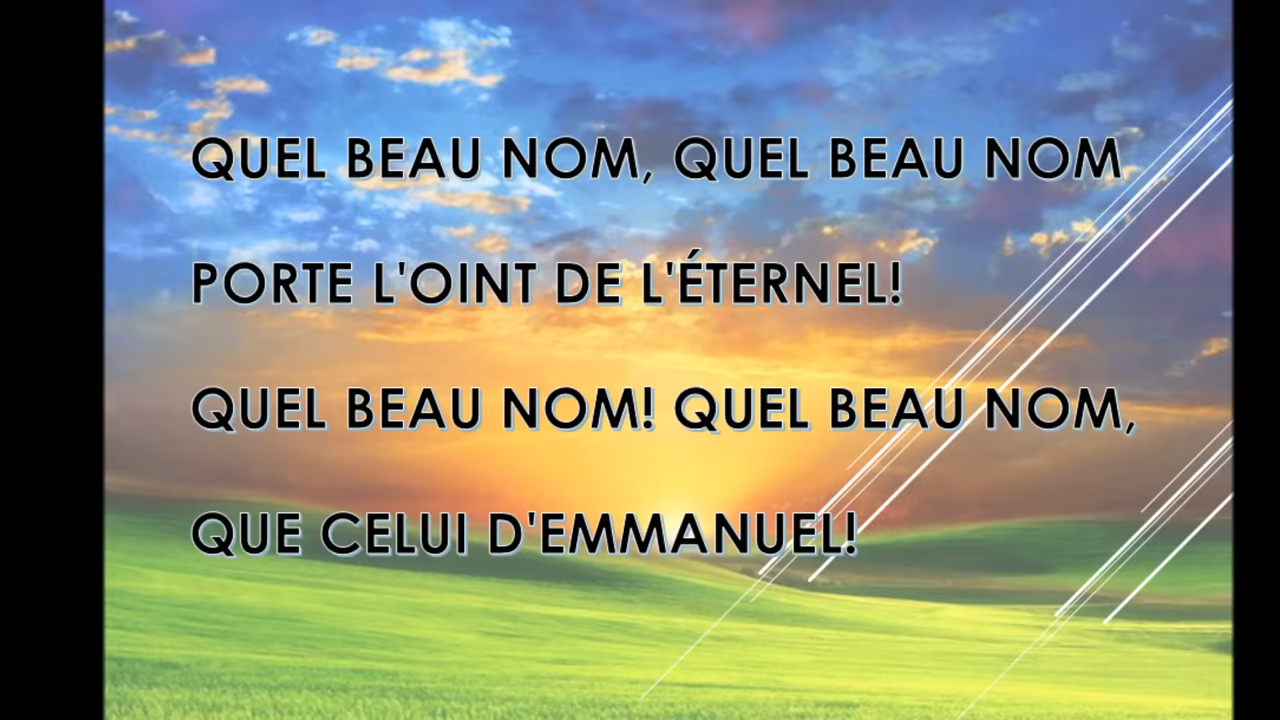 QUEL BEAU NOM, QUEL BEAU NOM
PORTE L'OINT DE L'ÉTERNEL!
QUEL BEAU NOM! QUEL BEAU NOM,
QUE CELUI D'EMMANUEL!